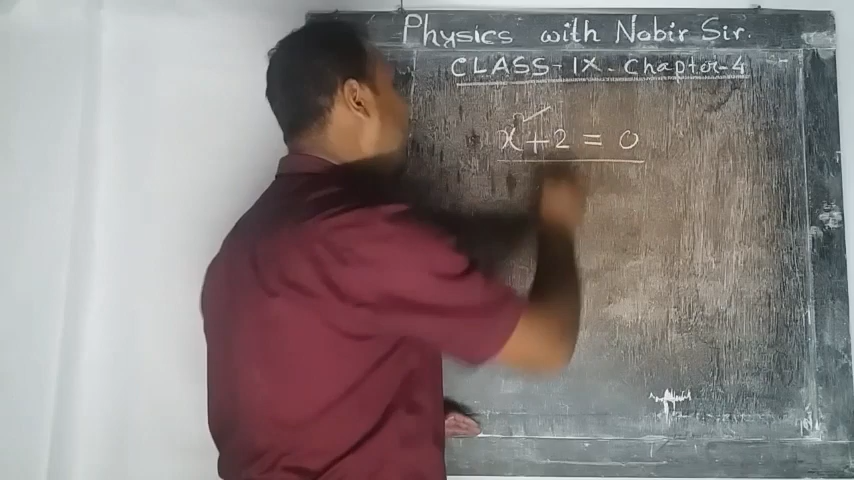 Physics with Nobir Sir.
CLASS-IX-Chapter-4
x+2 = 0